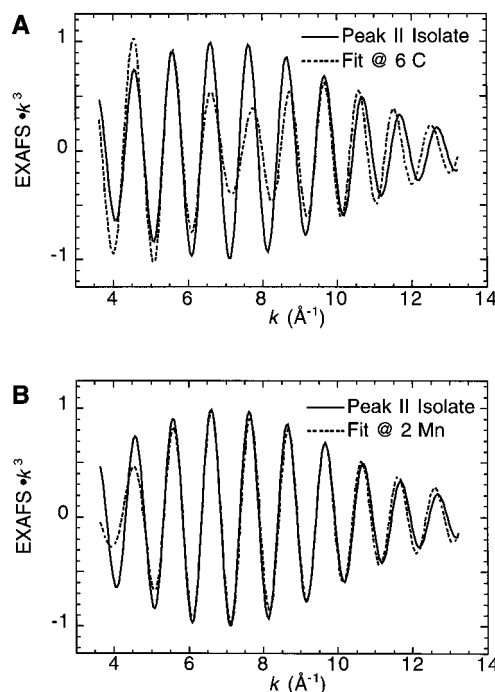 A
EXAFS •k³
1
0
-1
Peak II Isolate
Fit @ 6 C
4 6 8 10 12 14
k (Å⁻¹)
B
EXAFS •k³
1
0
-1
Peak II Isolate
Fit @ 2 Mn
4 6 8 10 12 14
k (Å⁻¹)